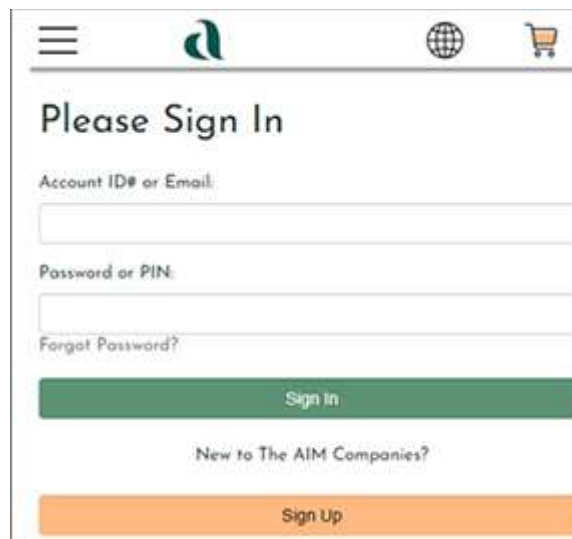 Please Sign In
Account ID# or Email:
Password or PIN:
Forgot Password?
Sign In
New to The AIM Companies?
Sign Up